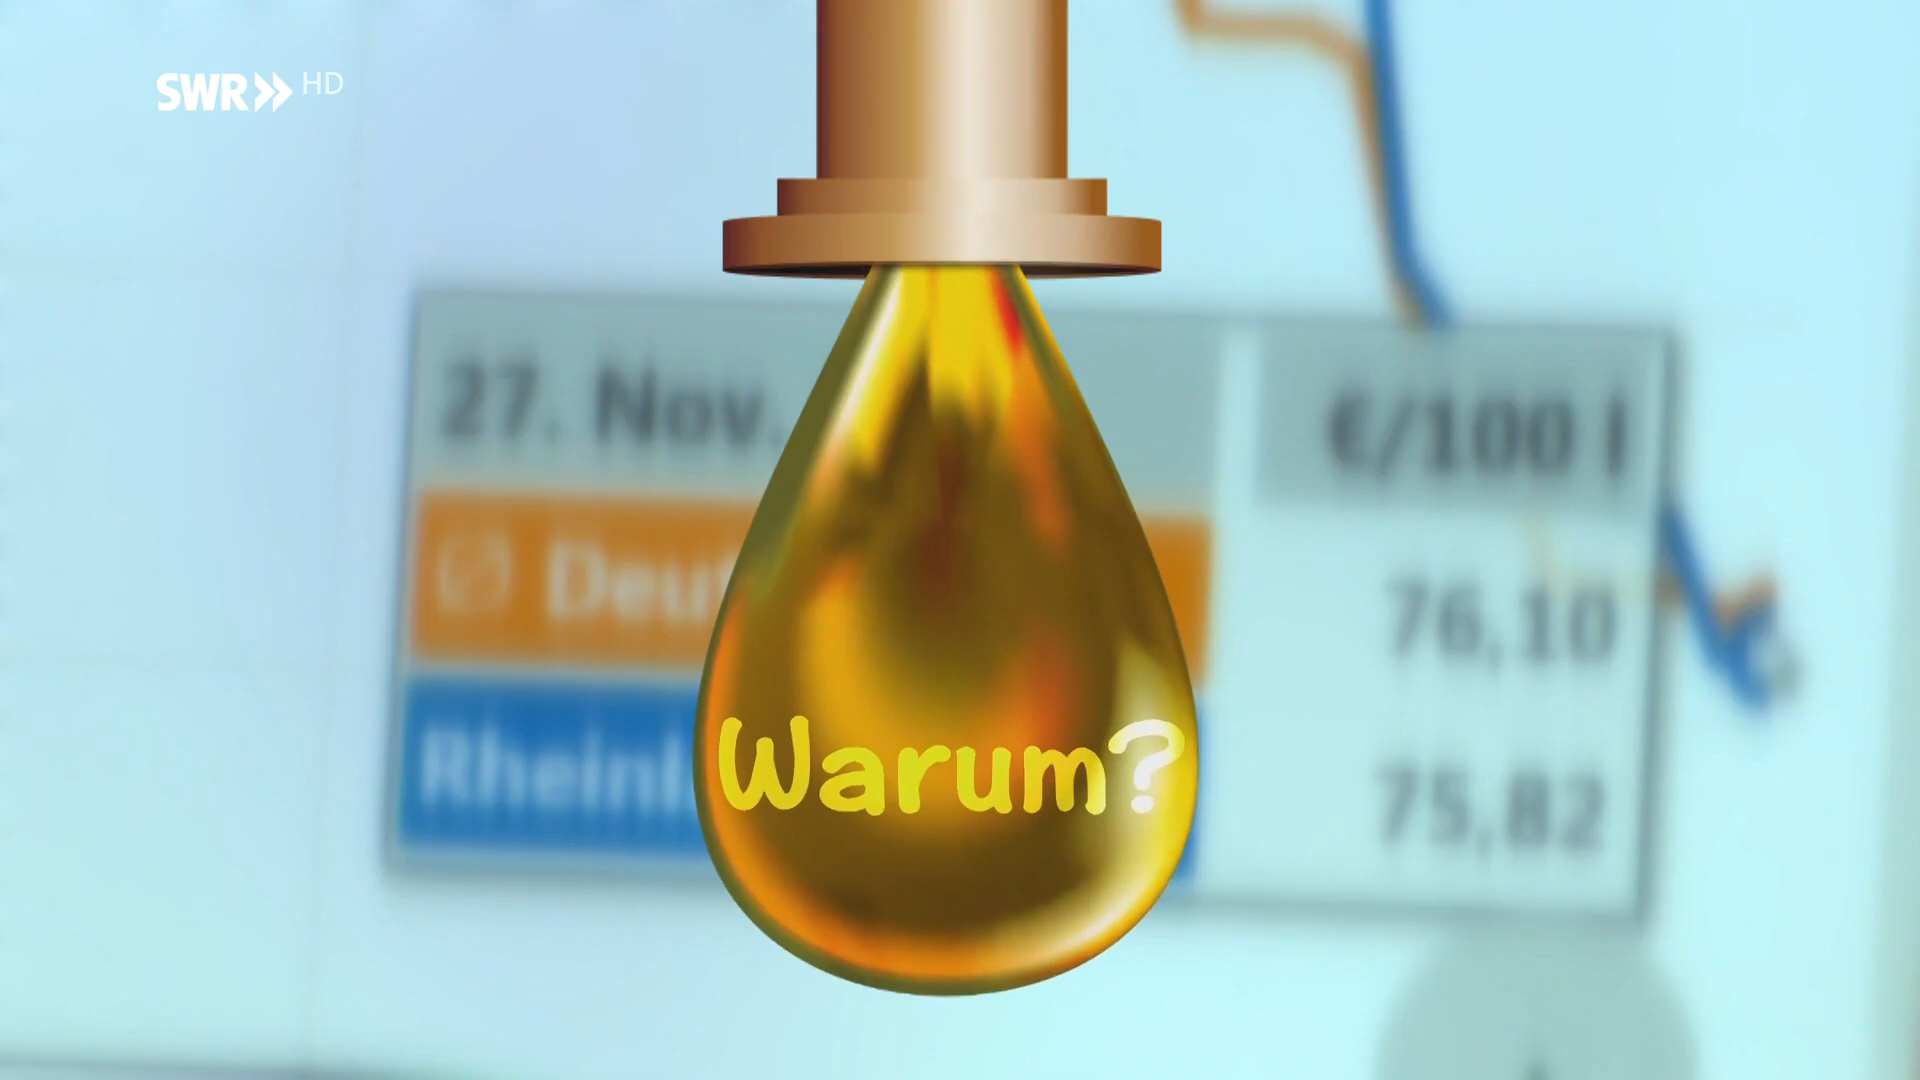 SWR HD
27. Nov.
€/100 l
Ø Deu
76,10
Rheinl
75,82
Warum?